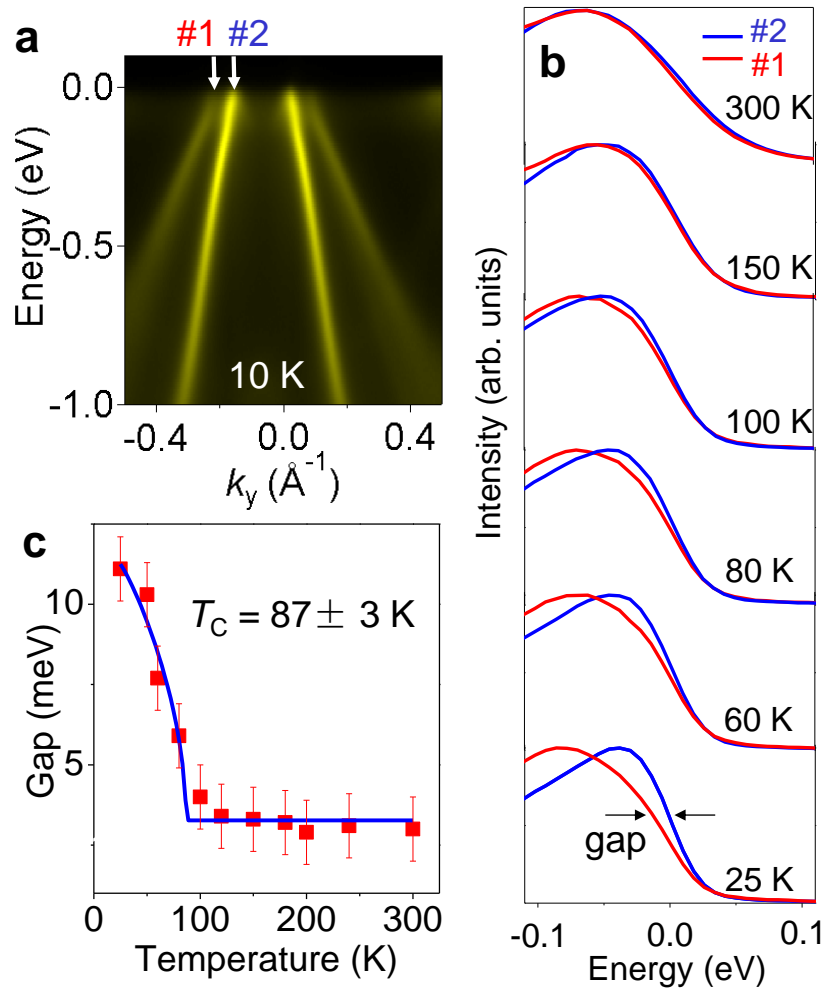 a
#1 #2
0.0
-0.5
-1.0
Energy (eV)
10 K
-0.4 0.0 0.4
k_y (Å⁻¹)
b
#2
#1
300 K
150 K
100 K
80 K
60 K
gap
25 K
Intensity (arb. units)
-0.1 0.0 0.1
Energy (eV)
c
T_C = 87± 3 K
10
5
Gap (meV)
0 100 200 300
Temperature (K)